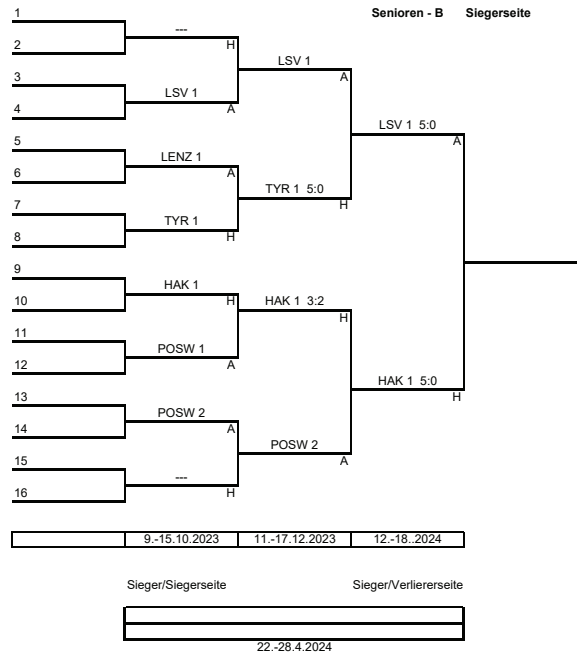 Senioren - B Siegerseite
1
---
2
H
LSV 1
3
A
LSV 1
4
A
LSV 1 5:0
5
A
LENZ 1
6
A
TYR 1 5:0
7
H
TYR 1
8
H
9
HAK 1
10
H
HAK 1 3:2
11
H
POSW 1
12
A
HAK 1 5:0
13
H
POSW 2
14
A
POSW 2
15
A
---
16
H
9.-15.10.2023 11.-17.12.2023 12.-18..2024
Sieger/Siegerseite Sieger/Verliererseite
22.-28.4.2024